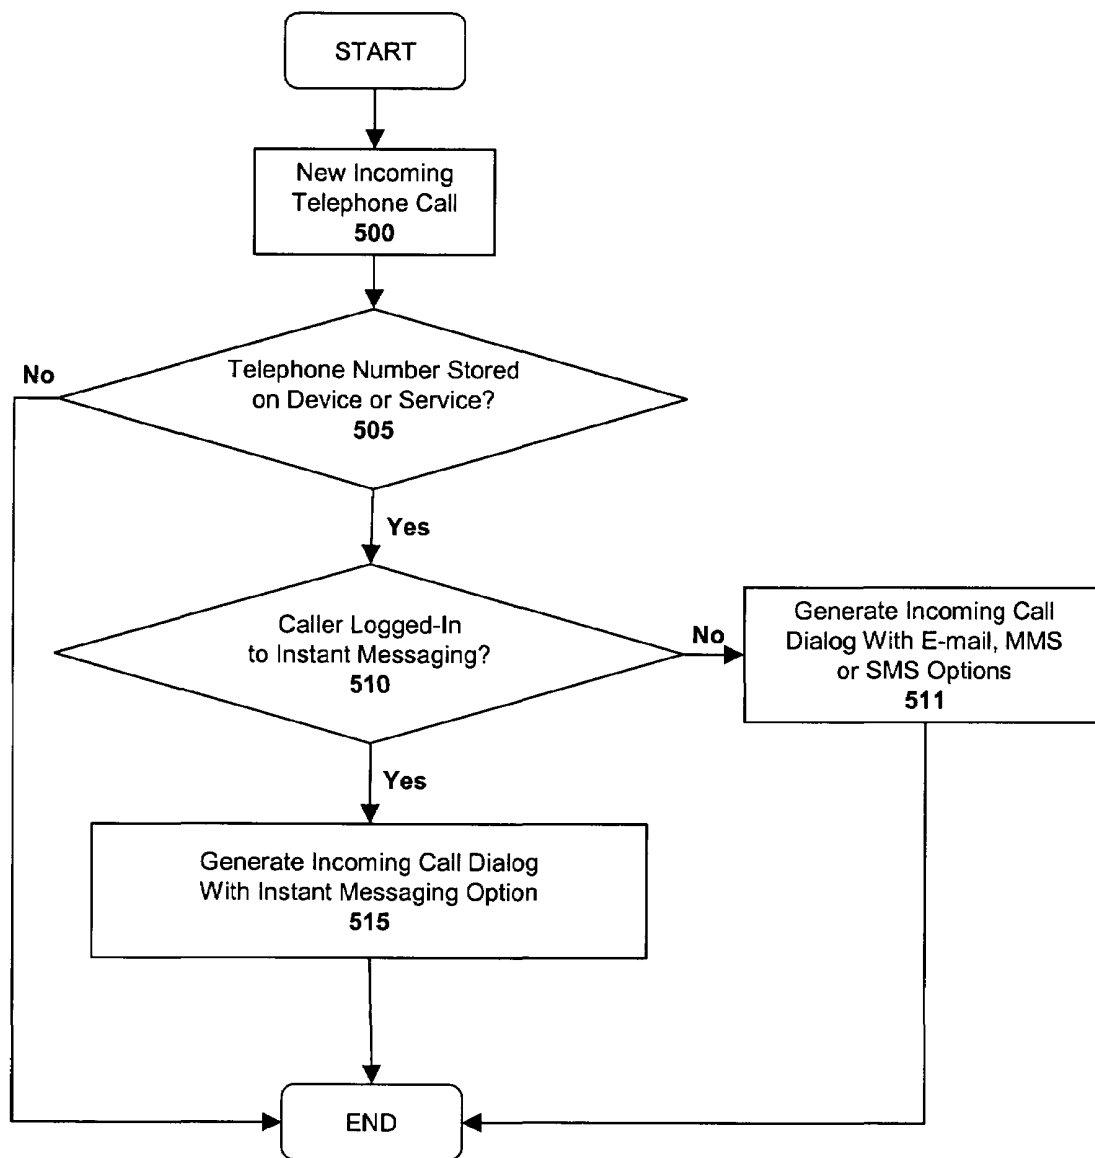 START
New Incoming
Telephone Call
500
No
Telephone Number Stored
on Device or Service?
505
Yes
Caller Logged-In
to Instant Messaging?
510
No
Generate Incoming Call
Dialog With E-mail, MMS
or SMS Options
511
Yes
Generate Incoming Call Dialog
With Instant Messaging Option
515
END